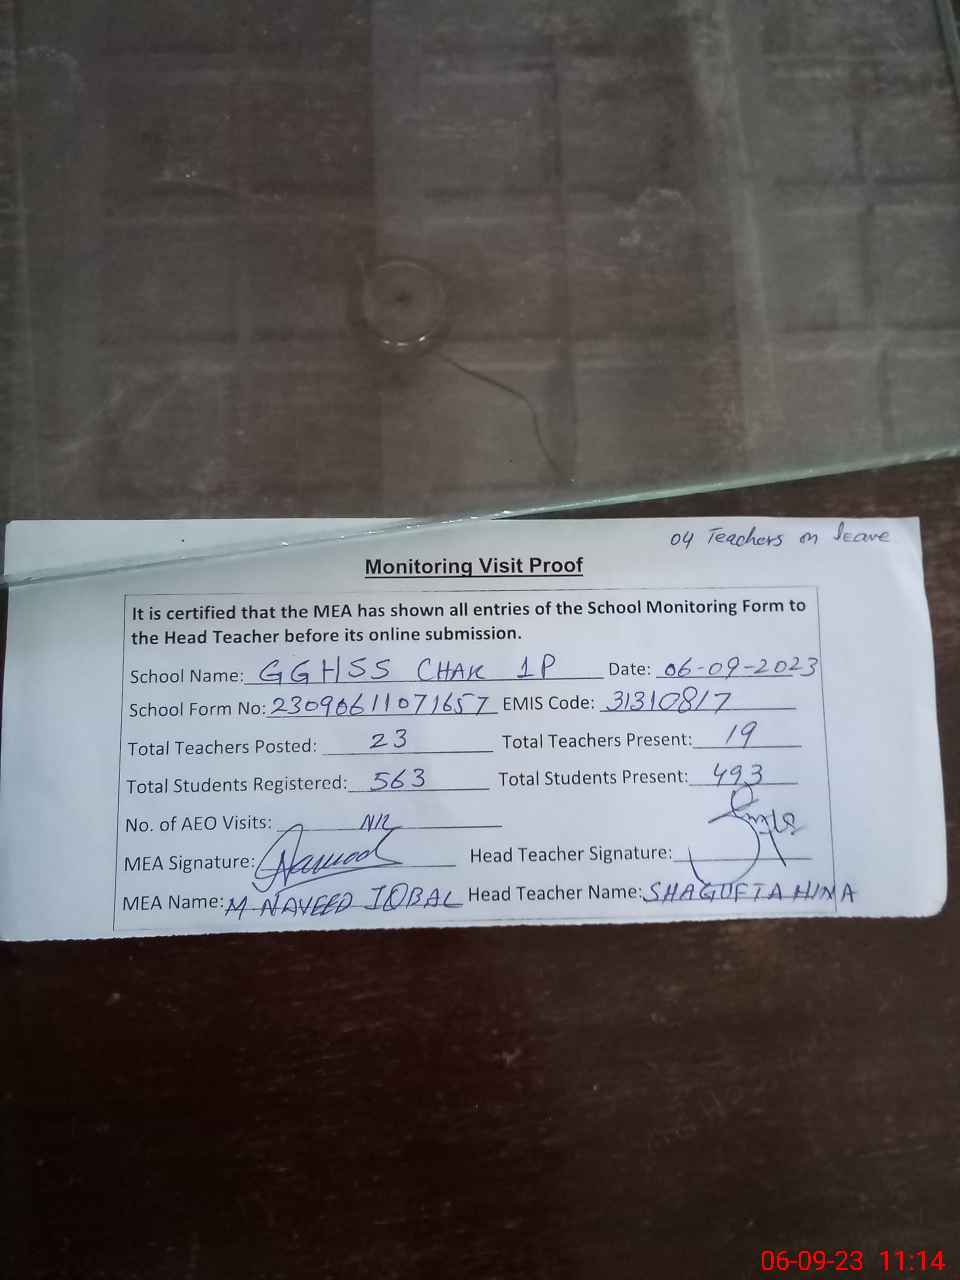 04 Teachers on leave
Monitoring Visit Proof
It is certified that the MEA has shown all entries of the School Monitoring Form to
the Head Teacher before its online submission.
School Name: GGHSS CHAK 1P Date: 06-09-2023
School Form No: 23090611071657 EMIS Code: 31310817
Total Teachers Posted: 23 Total Teachers Present: 19
Total Students Registered: 563 Total Students Present: 493
No. of AEO Visits:
MEA Signature: Head Teacher Signature:
MEA Name: M NAVEED IQBAL Head Teacher Name: SHAGUFTA HINA
06-09-23 11:14